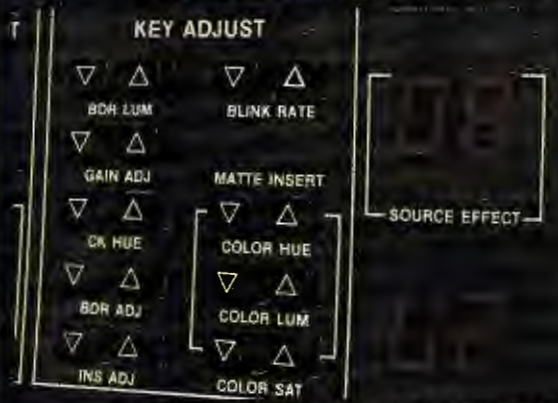 T
KEY ADJUST
BDR LUM
BLINK RATE
GAIN ADJ
MATTE INSERT
CK HUE
COLOR HUE
BDR ADJ
COLOR LUM
INS ADJ
COLOR SAT
SOURCE EFFECT